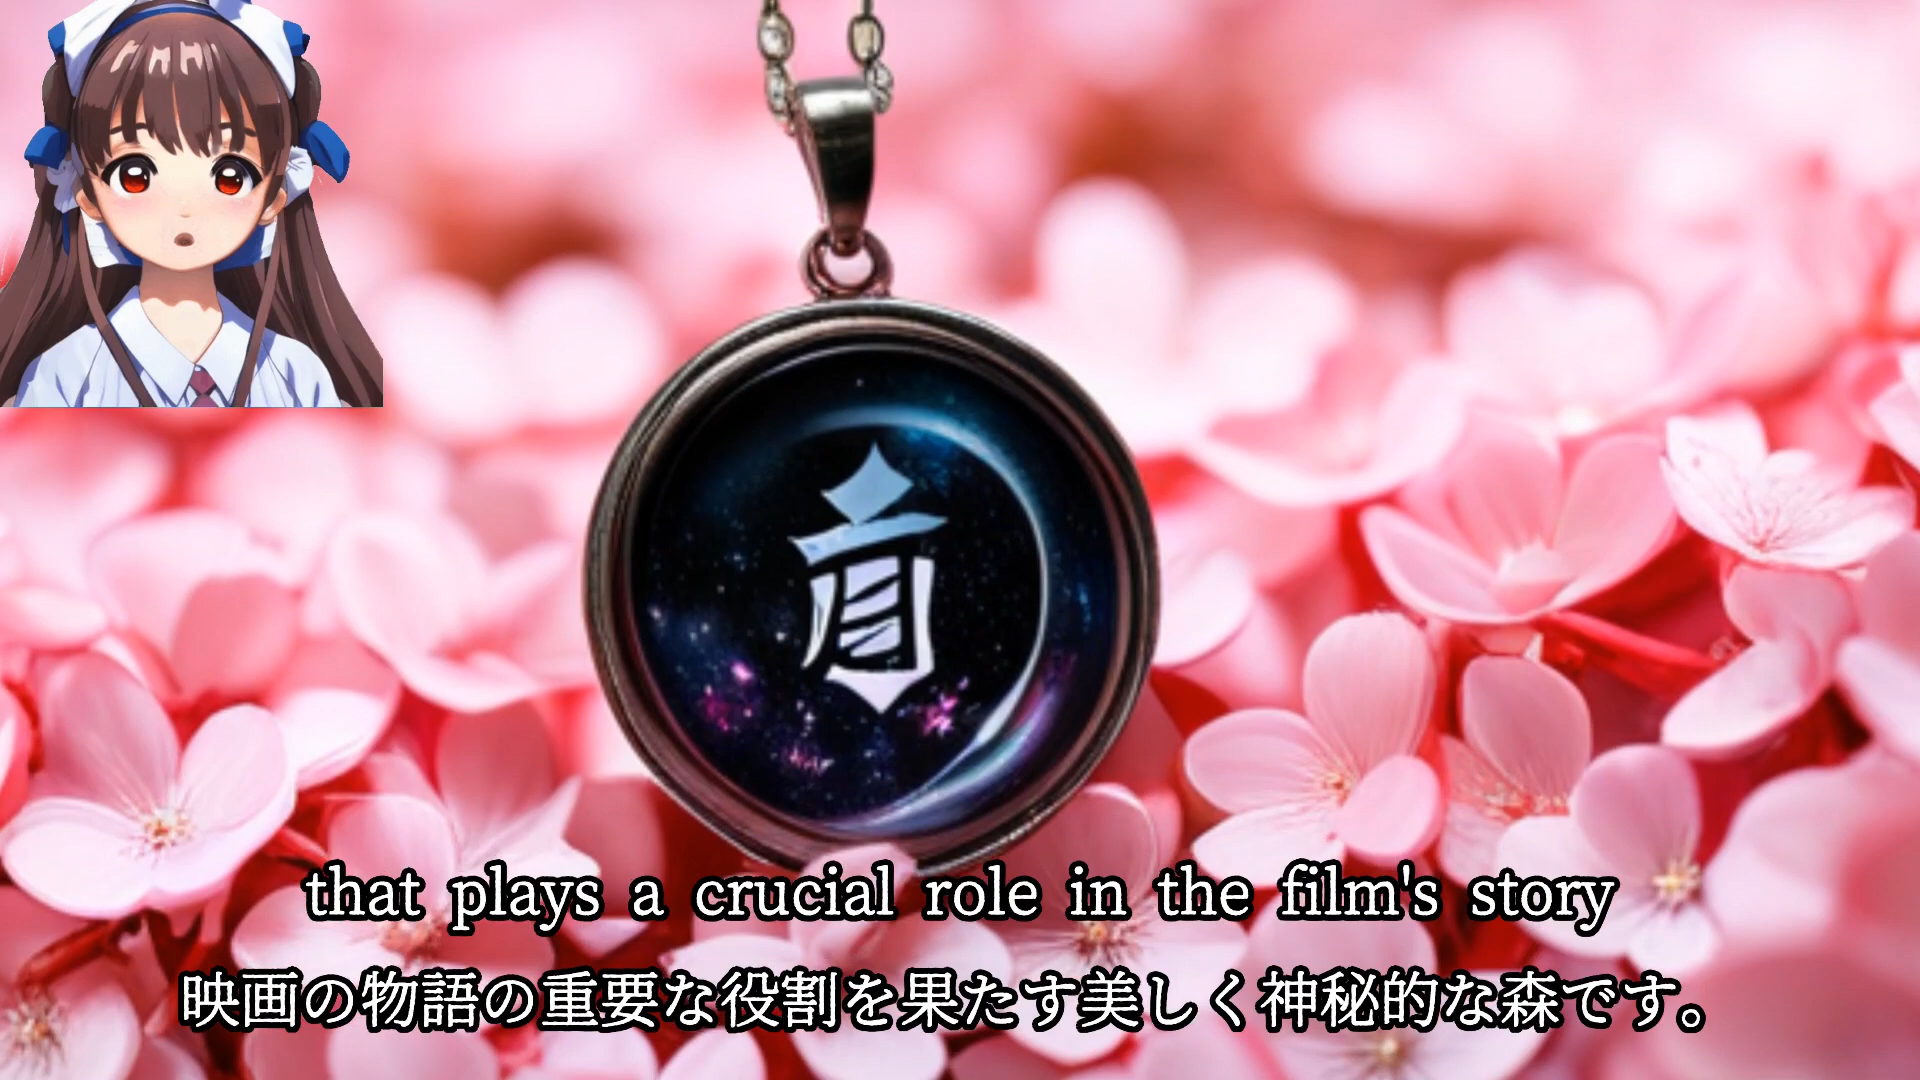 that plays a crucial role in the film's story
映画の物語の重要な役割を果たす美しく神秘的な森です。